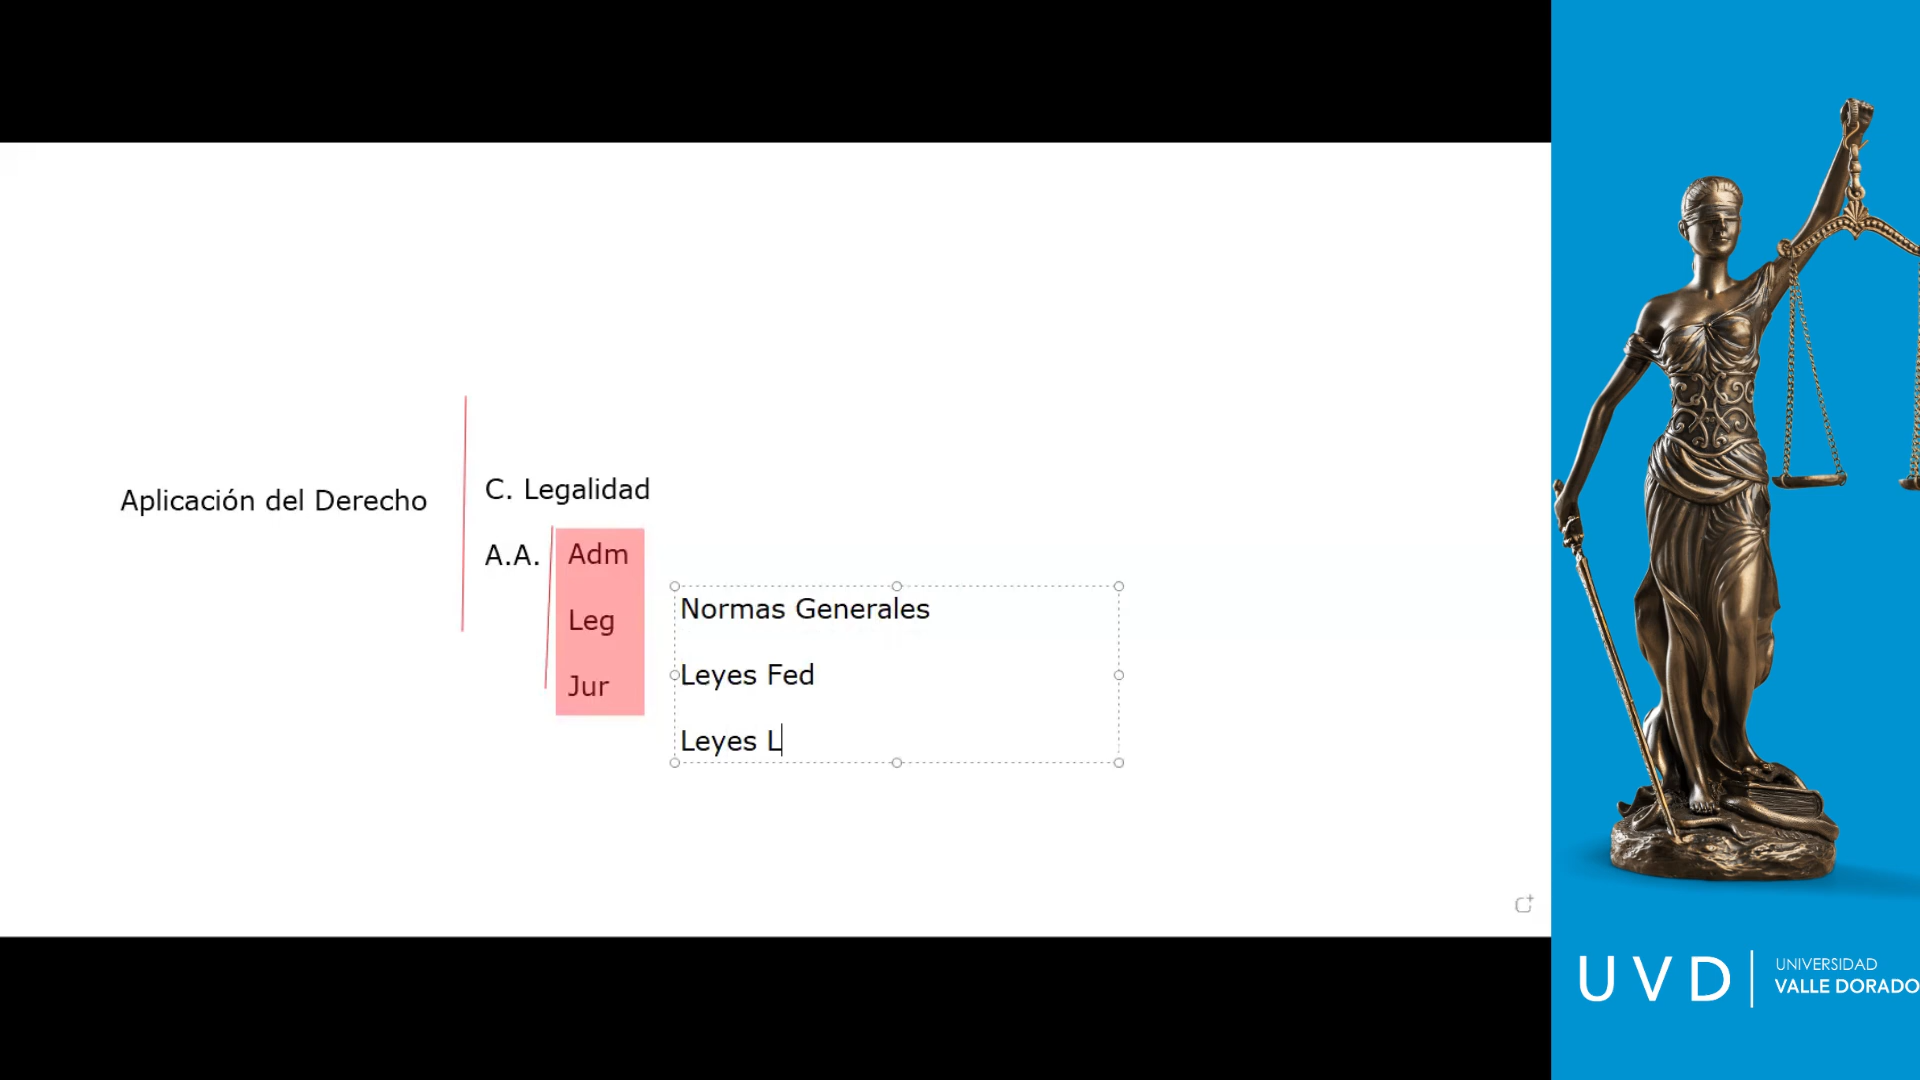 Aplicación del Derecho
C. Legalidad
A.A.
Adm
Leg
Jur
Normas Generales
Leyes Fed
Leyes L
UVD
UNIVERSIDAD
VALLE DORADO